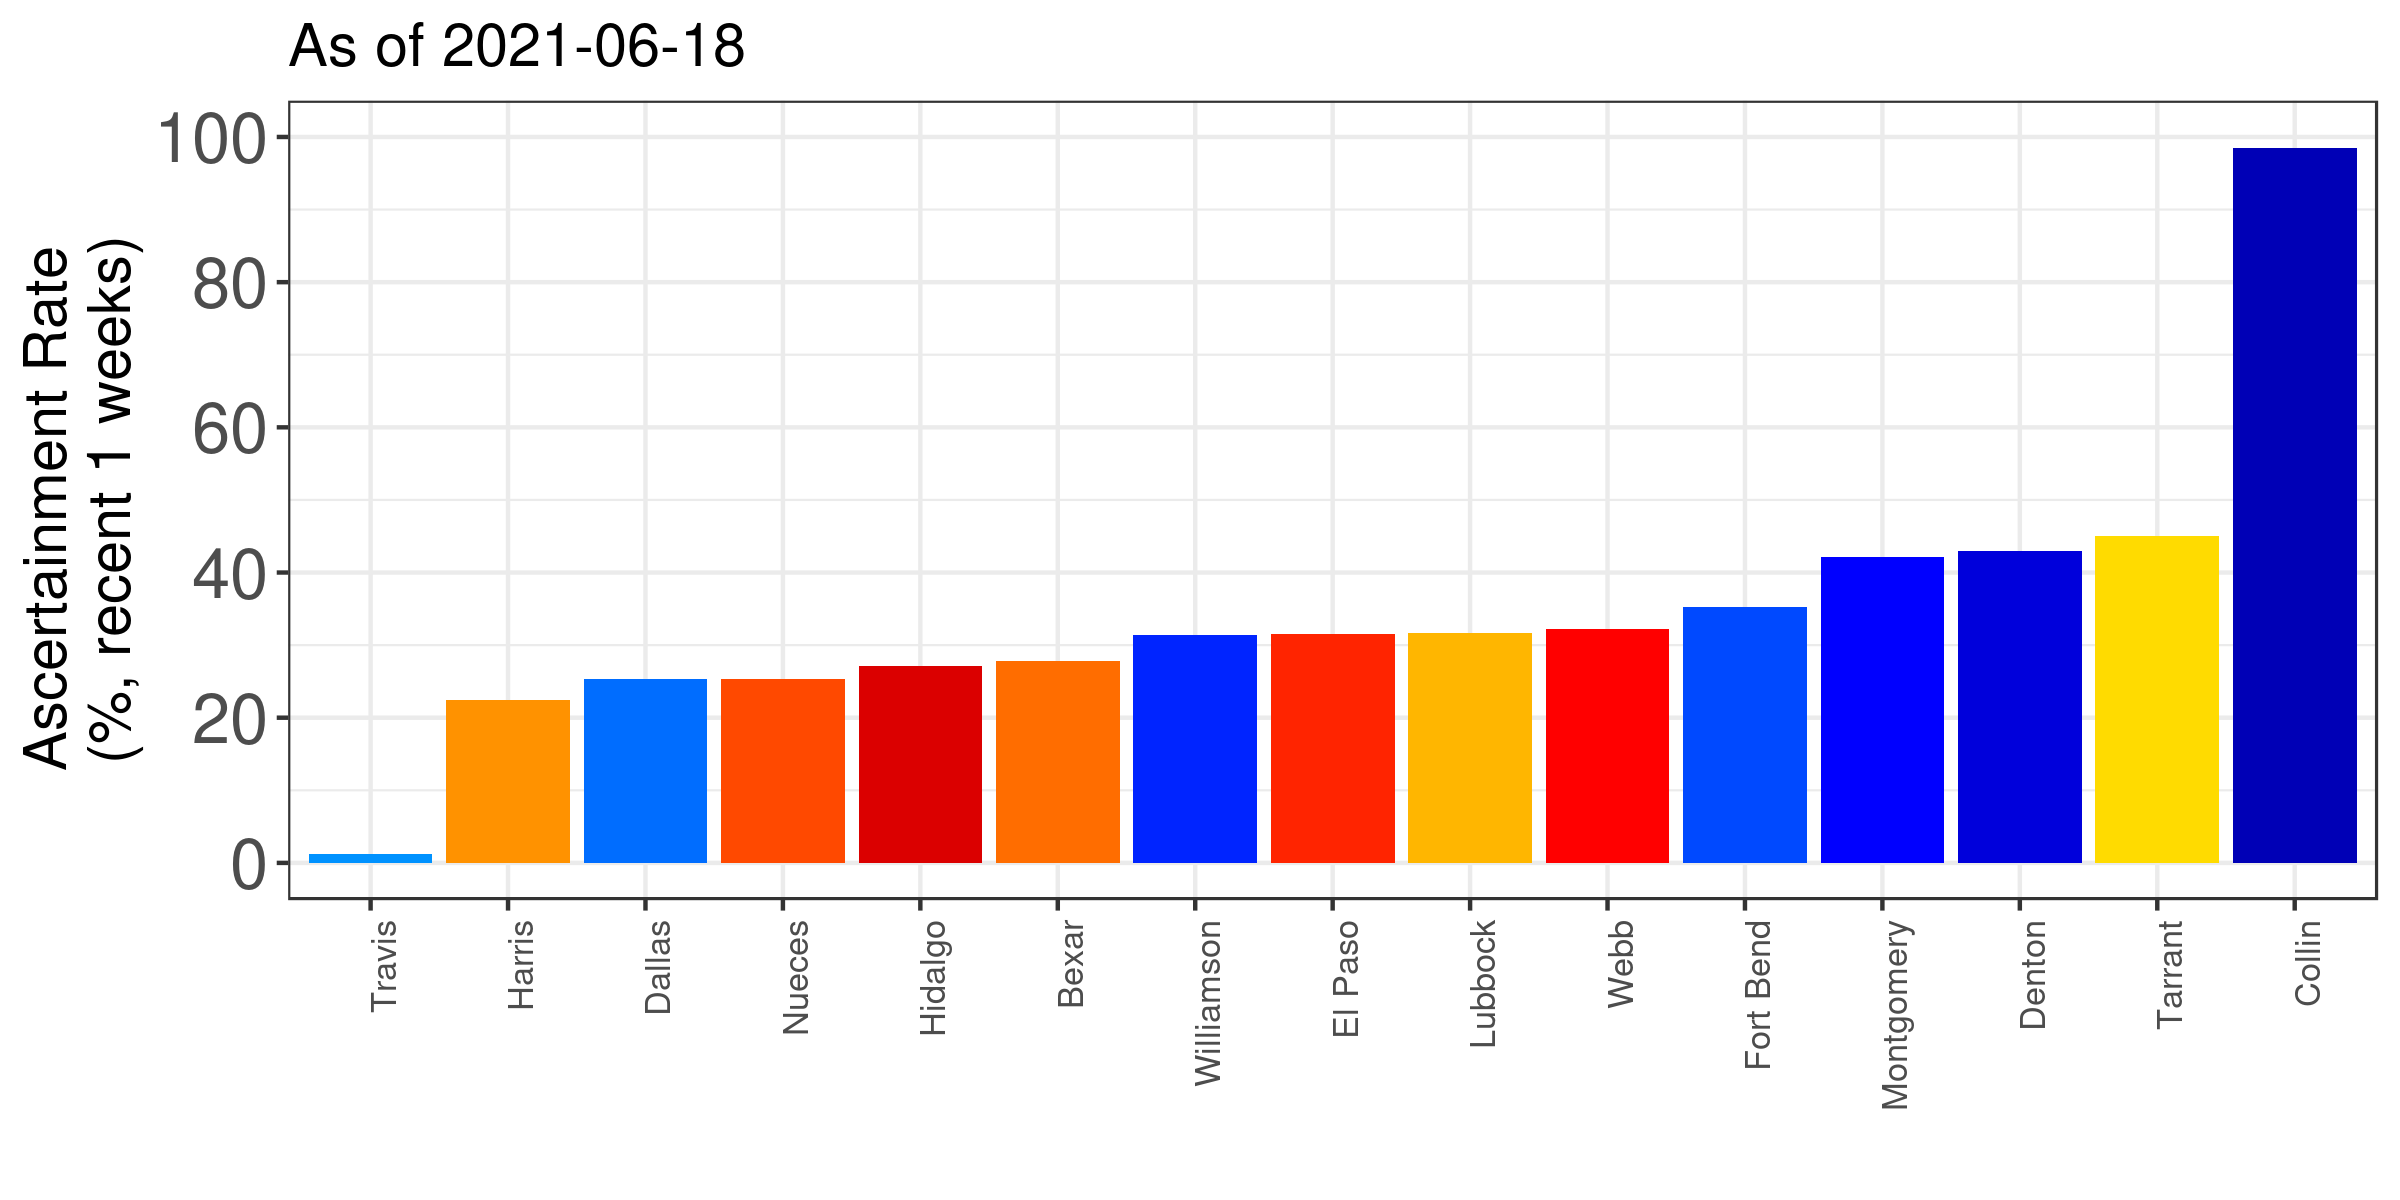 As of 2021-06-18
Ascertainment Rate
(%, recent 1 weeks)
100
80
60
40
20
0
Travis
Harris
Dallas
Nueces
Hidalgo
Bexar
Williamson
El Paso
Lubbock
Webb
Fort Bend
Montgomery
Denton
Tarrant
Collin